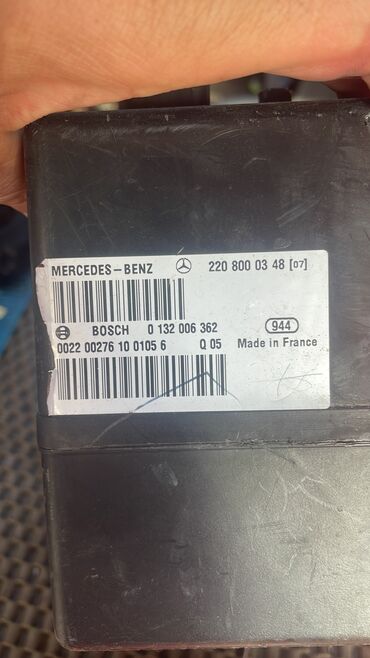 MERCEDES-BENZ 220 800 03 48 [07]
BOSCH 0 132 006 362 944
0022 00276 10 0105 6 Q 05 Made in France